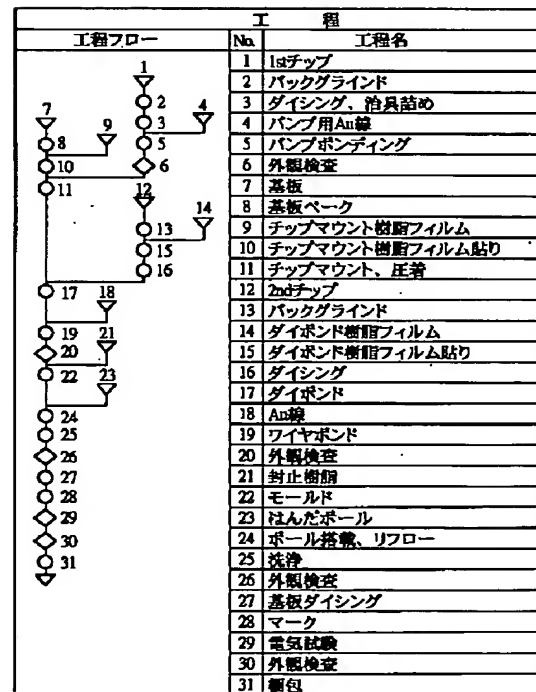 工程
工程フロー No. 工程名
1 1stチップ
2 バックグラインド
3 ダイシング、治具詰め
4 バンプ用Au線
5 バンプボンディング
6 外観検査
7 基板
8 基板ベーク
9 チップマウント樹脂フィルム
10 チップマウント樹脂フィルム貼り
11 チップマウント、圧着
12 2ndチップ
13 バックグラインド
14 ダイボンド樹脂フィルム
15 ダイボンド樹脂フィルム貼り
16 ダイシング
17 ダイボンド
18 Au線
19 ワイヤボンド
20 外観検査
21 封止樹脂
22 モールド
23 はんだボール
24 ボール搭載、リフロー
25 洗浄
26 外観検査
27 基板ダイシング
28 マーク
29 電気試験
30 外観検査
31 梱包
1
2
7
3
4
9
8
5
10
6
11
12
13
14
15
16
17
18
19
21
20
22
23
24
25
26
27
28
29
30
31